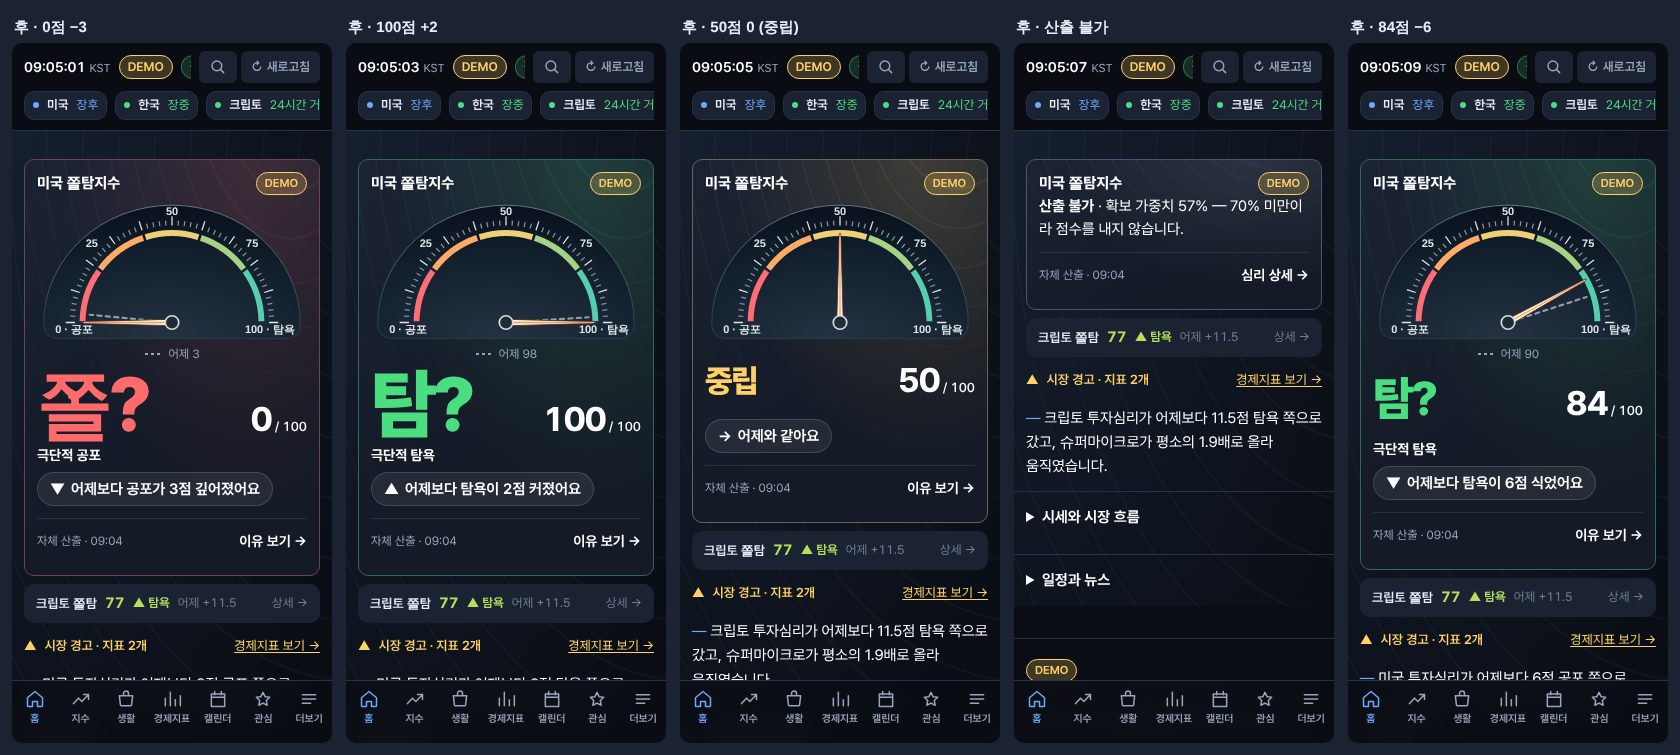 후 · 0점 −3
09:05:01 KST DEMO 새로고침
미국 장후 한국 장중 크립토 24시간 거
미국 쫄탐지수 DEMO
50
25 75
0 · 공포 100 · 탐욕
어제 3
쫄? 0 / 100
극단적 공포
▼ 어제보다 공포가 3점 깊어졌어요
자체 산출 · 09:04 이유 보기 →
크립토 쫄탐 77 ▲ 탐욕 어제 +11.5 상세 →
▲ 시장 경고 · 지표 2개 경제지표 보기 →
홈 지수 생활 경제지표 캘린더 관심 더보기
후 · 100점 +2
09:05:03 KST DEMO 새로고침
미국 장후 한국 장중 크립토 24시간 거
미국 쫄탐지수 DEMO
50
25 75
0 · 공포 100 · 탐욕
어제 98
탐? 100 / 100
극단적 탐욕
▲ 어제보다 탐욕이 2점 커졌어요
자체 산출 · 09:04 이유 보기 →
크립토 쫄탐 77 ▲ 탐욕 어제 +11.5 상세 →
▲ 시장 경고 · 지표 2개 경제지표 보기 →
홈 지수 생활 경제지표 캘린더 관심 더보기
후 · 50점 0 (중립)
09:05:05 KST DEMO 새로고침
미국 장후 한국 장중 크립토 24시간 거
미국 쫄탐지수 DEMO
50
25 75
0 · 공포 100 · 탐욕
중립 50 / 100
→ 어제와 같아요
자체 산출 · 09:04 이유 보기 →
크립토 쫄탐 77 ▲ 탐욕 어제 +11.5 상세 →
▲ 시장 경고 · 지표 2개 경제지표 보기 →
— 크립토 투자심리가 어제보다 11.5점 탐욕 쪽으로
갔고, 슈퍼마이크로가 평소의 1.9배로 올라
움직였습니다.
홈 지수 생활 경제지표 캘린더 관심 더보기
후 · 산출 불가
09:05:07 KST DEMO 새로고침
미국 장후 한국 장중 크립토 24시간 거
미국 쫄탐지수 DEMO
산출 불가 · 확보 가중치 57% — 70% 미만이
라 점수를 내지 않습니다.
자체 산출 · 09:04 심리 상세 →
크립토 쫄탐 77 ▲ 탐욕 어제 +11.5 상세 →
▲ 시장 경고 · 지표 2개 경제지표 보기 →
— 크립토 투자심리가 어제보다 11.5점 탐욕 쪽으로
갔고, 슈퍼마이크로가 평소의 1.9배로 올라
움직였습니다.
▶ 시세와 시장 흐름
▶ 일정과 뉴스
DEMO
홈 지수 생활 경제지표 캘린더 관심 더보기
후 · 84점 −6
09:05:09 KST DEMO 새로고침
미국 장후 한국 장중 크립토 24시간 거
미국 쫄탐지수 DEMO
50
25 75
0 · 공포 100 · 탐욕
어제 90
탐? 84 / 100
극단적 탐욕
▼ 어제보다 탐욕이 6점 식었어요
자체 산출 · 09:04 이유 보기 →
크립토 쫄탐 77 ▲ 탐욕 어제 +11.5 상세 →
▲ 시장 경고 · 지표 2개 경제지표 보기 →
— 미국 투자심리가 어제보다 6점 공포 쪽으로
홈 지수 생활 경제지표 캘린더 관심 더보기